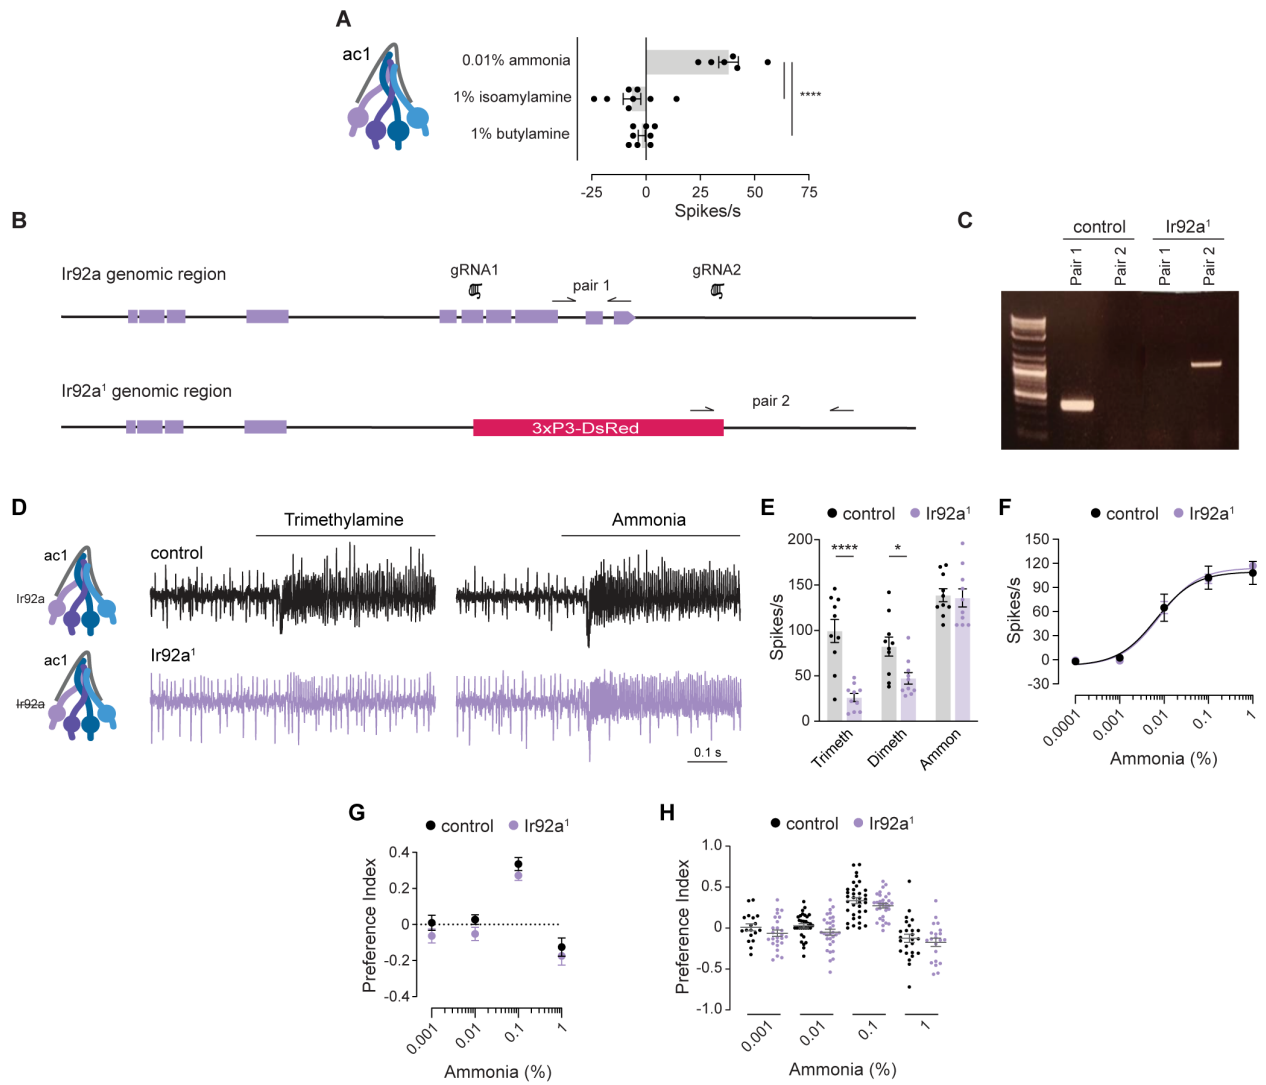 A
ac1
0.01% ammonia
1% isoamylamine
1% butylamine
****
-25 0 25 50 75
Spikes/s
B
Ir92a genomic region
gRNA1
pair 1
gRNA2
Ir92a¹ genomic region
pair 2
3xP3-DsRed
C
control Ir92a¹
Pair 1 Pair 2 Pair 1 Pair 2
D
Trimethylamine Ammonia
ac1
Ir92a
control
ac1
Ir92a
Ir92a¹
0.1 s
E
control Ir92a¹
200
150
100
50
0
Spikes/s
**** *
Trimeth Dimeth Ammon
F
control Ir92a¹
150
120
90
60
30
0
-30
Spikes/s
0.0001 0.001 0.01 0.1 1
Ammonia (%)
G
control Ir92a¹
0.4
0.2
0
-0.2
-0.4
Preference Index
0.001 0.01 0.1 1
Ammonia (%)
H
control Ir92a¹
1.0
0.5
0
-0.5
-1.0
Preference Index
0.001 0.01 0.1 1
Ammonia (%)